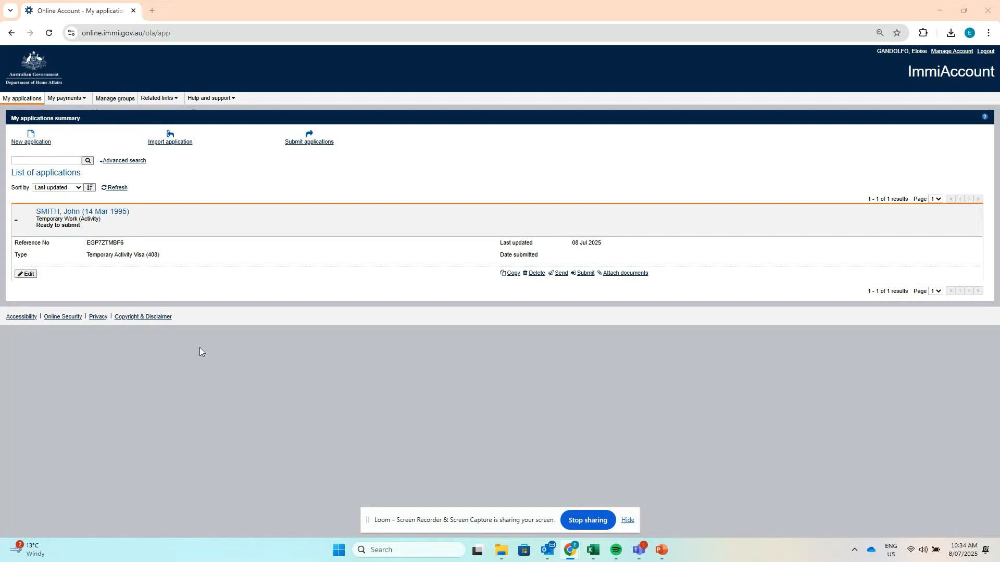 Online Account - My applicatio
online.immi.gov.au/ola/app
E
GANDOLFO, Eloise Manage Account Logout
Australian Government
Department of Home Affairs
ImmiAccount
My applications My payments Manage groups Related links Help and support
My applications summary
?
New application Import application Submit applications
Advanced search
List of applications
Sort by Last updated Refresh
1 - 1 of 1 results Page 1 « ‹ › »
SMITH, John (14 Mar 1995)
Temporary Work (Activity)
Ready to submit
Reference No EGP7ZTMBF6 Last updated 08 Jul 2025
Type Temporary Activity Visa (408) Date submitted
Edit Copy Delete Send Submit Attach documents
1 - 1 of 1 results Page 1 « ‹ › »
Accessibility | Online Security | Privacy | Copyright & Disclaimer
Loom – Screen Recorder & Screen Capture is sharing your screen. Stop sharing Hide
2 13°C
Windy
Search
E
1
ENG
US
10:34 AM
8/07/2025